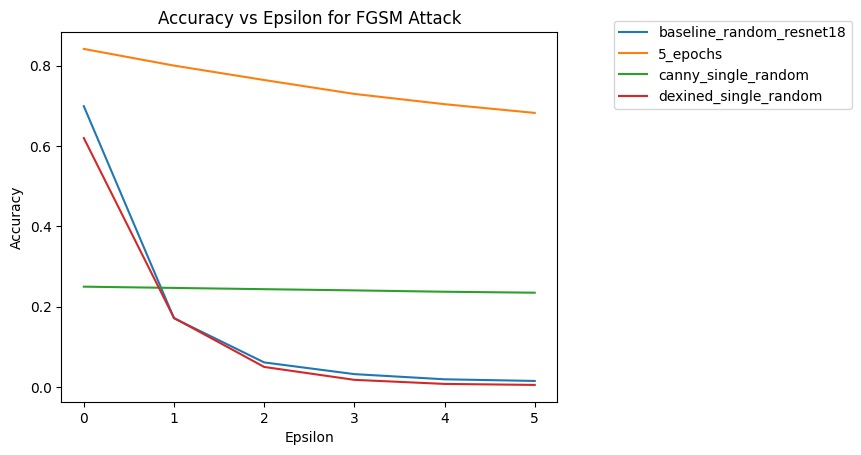 Accuracy vs Epsilon for FGSM Attack
baseline_random_resnet18
5_epochs
canny_single_random
dexined_single_random
Accuracy
0.8
0.6
0.4
0.2
0.0
0 1 2 3 4 5
Epsilon